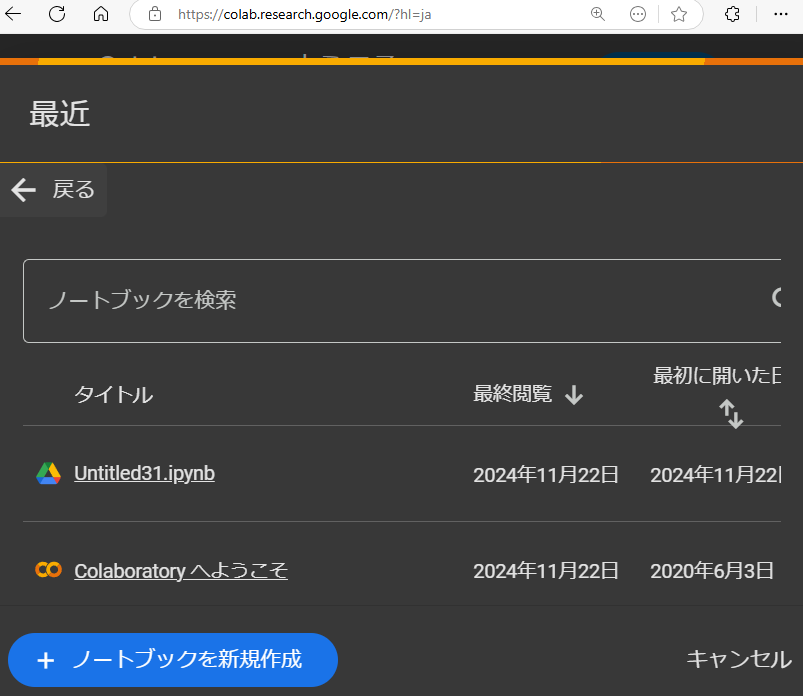 https://colab.research.google.com/?hl=ja
最近
戻る
ノートブックを検索
タイトル
最終閲覧
最初に開いた日
Untitled31.ipynb
2024年11月22日
2024年11月22
Colaboratory へようこそ
2024年11月22日
2020年6月3日
ノートブックを新規作成
キャンセル